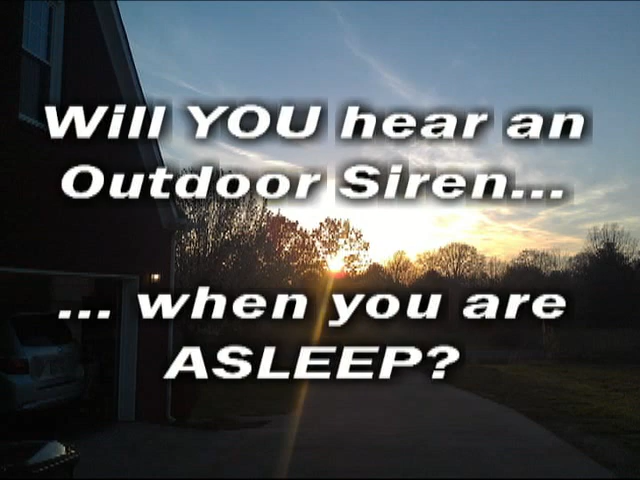 Will YOU hear an
Outdoor Siren...
... when you are
ASLEEP?